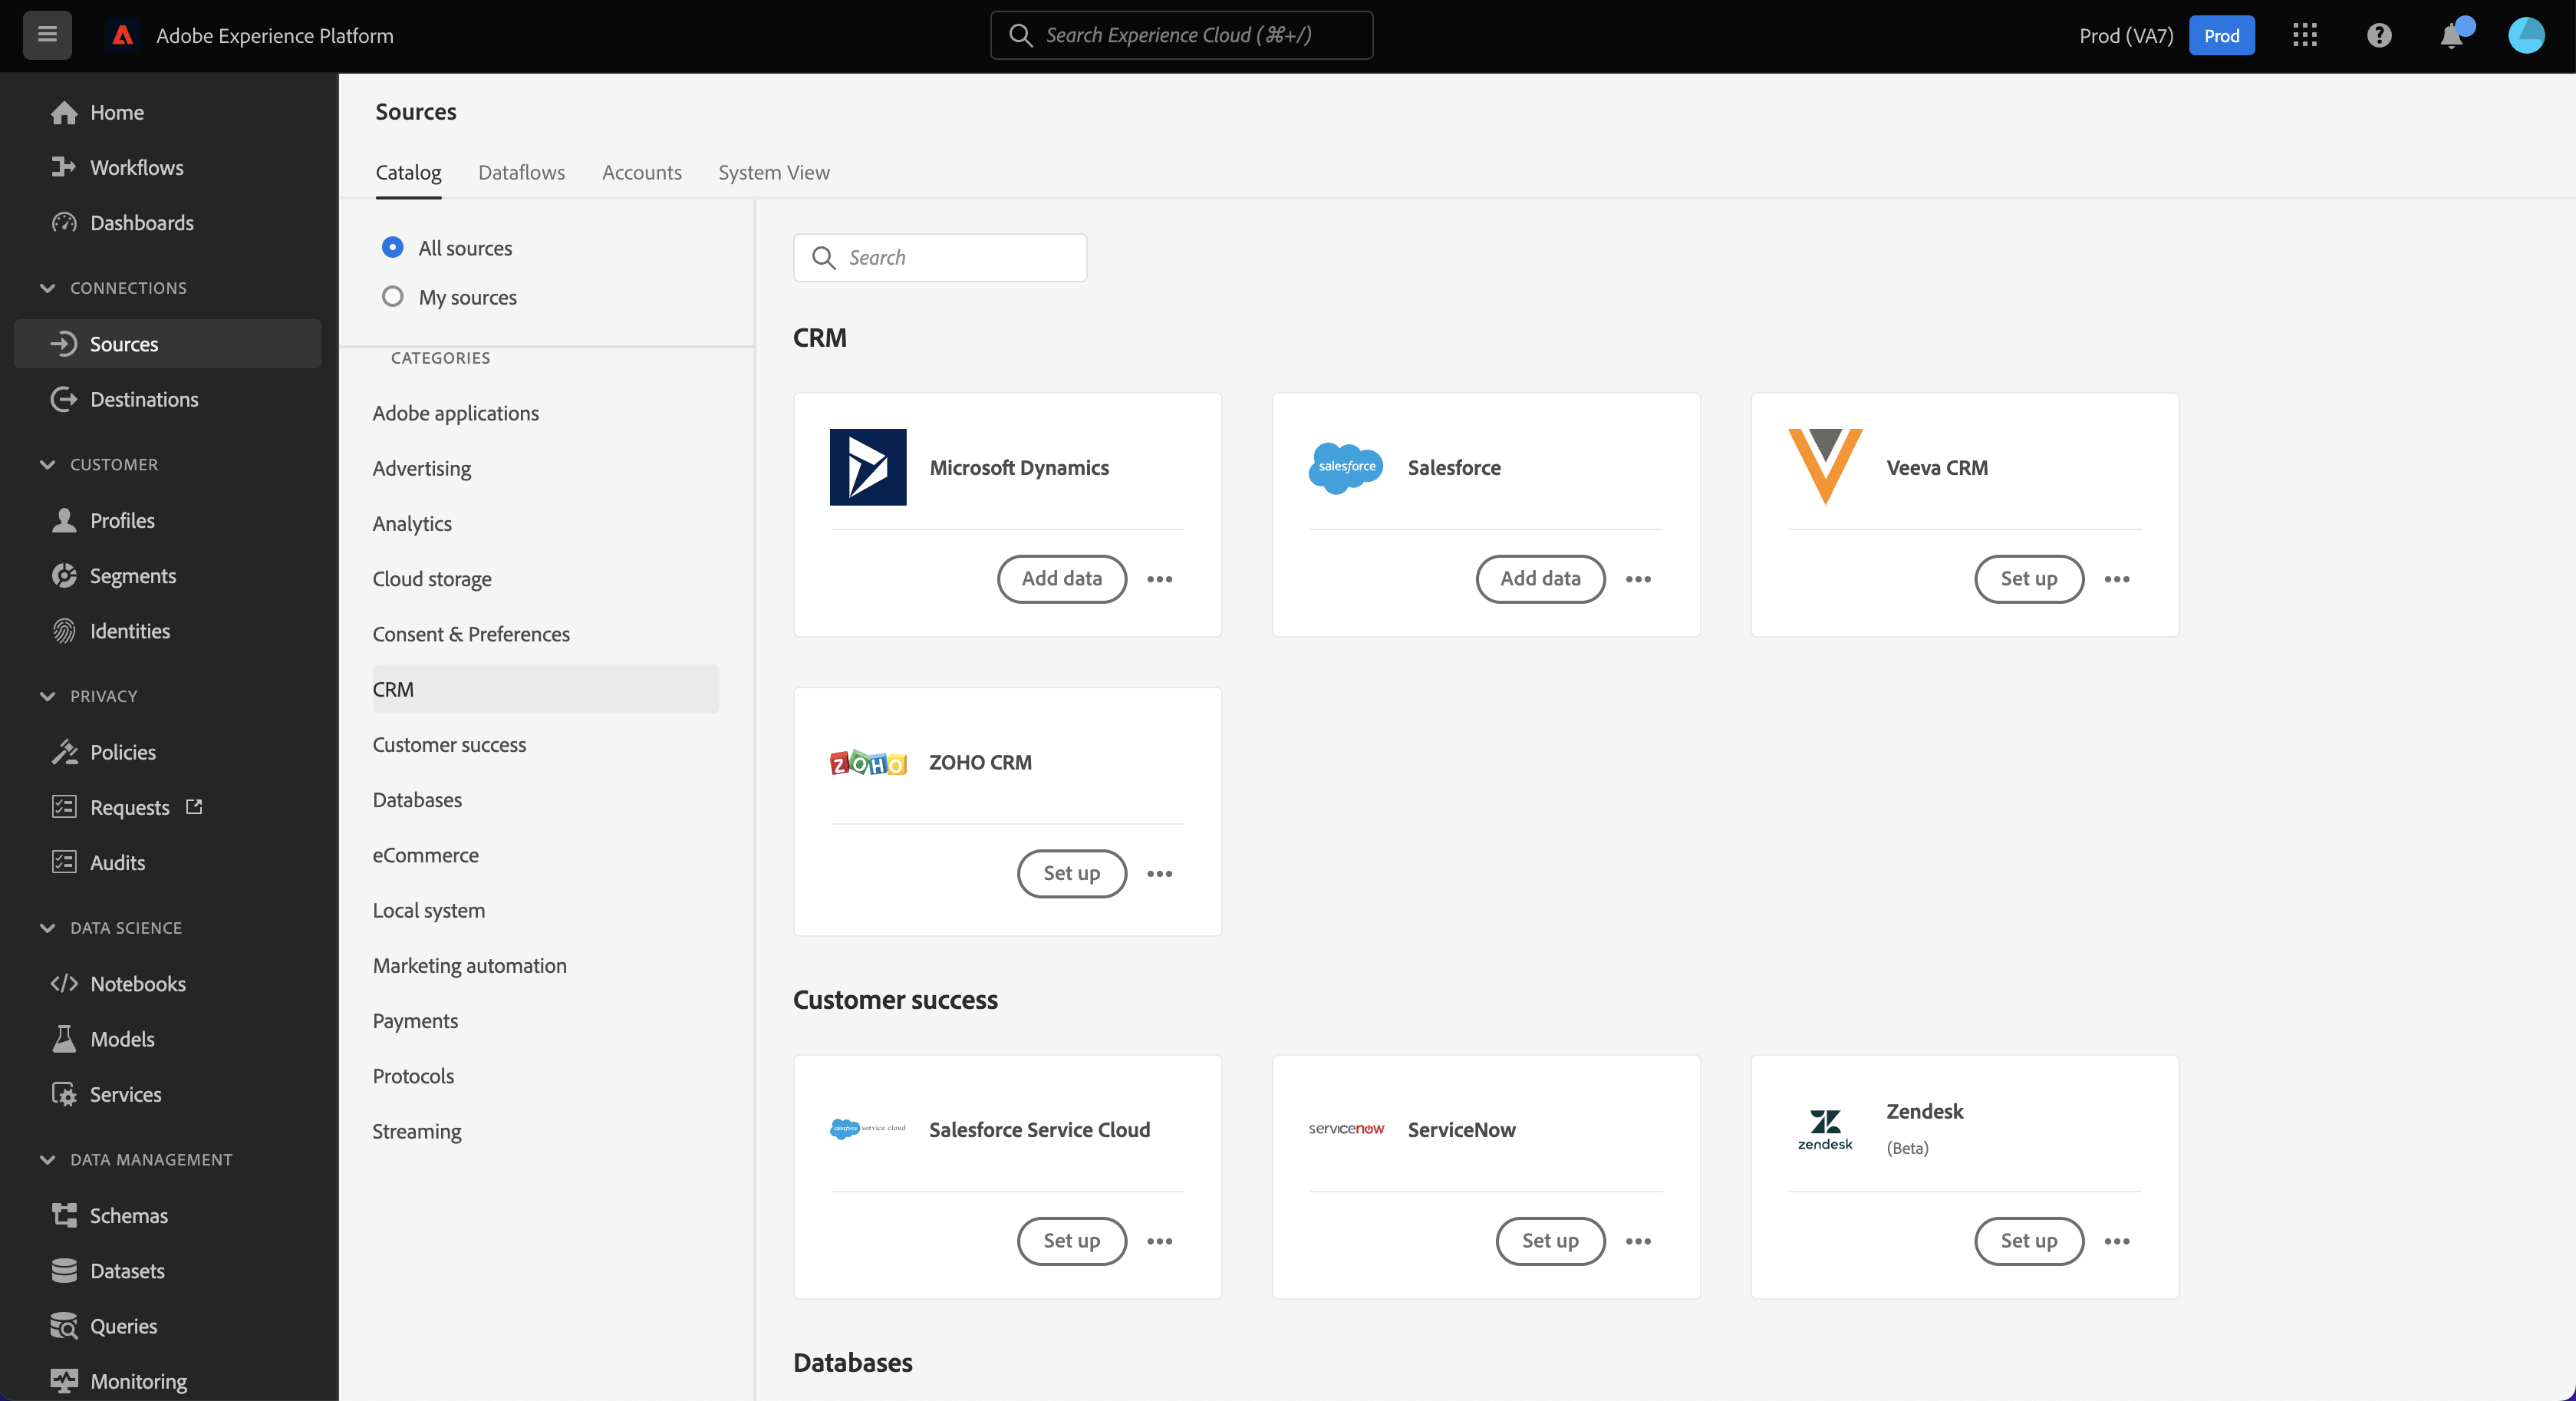 Adobe Experience Platform
Search Experience Cloud (⌘+/)
Prod (VA7)
Prod
Home
Workflows
Dashboards
CONNECTIONS
Sources
Destinations
CUSTOMER
Profiles
Segments
Identities
PRIVACY
Policies
Requests
Audits
DATA SCIENCE
Notebooks
Models
Services
DATA MANAGEMENT
Schemas
Datasets
Queries
Monitoring
Sources
Catalog Dataflows Accounts System View
All sources
My sources
CATEGORIES
Adobe applications
Advertising
Analytics
Cloud storage
Consent & Preferences
CRM
Customer success
Databases
eCommerce
Local system
Marketing automation
Payments
Protocols
Streaming
Search
CRM
Microsoft Dynamics
Add data
salesforce
Salesforce
Add data
Veeva CRM
Set up
ZOHO
ZOHO CRM
Set up
Customer success
salesforce service cloud
Salesforce Service Cloud
Set up
servicenow
ServiceNow
Set up
zendesk
Zendesk
(Beta)
Set up
Databases